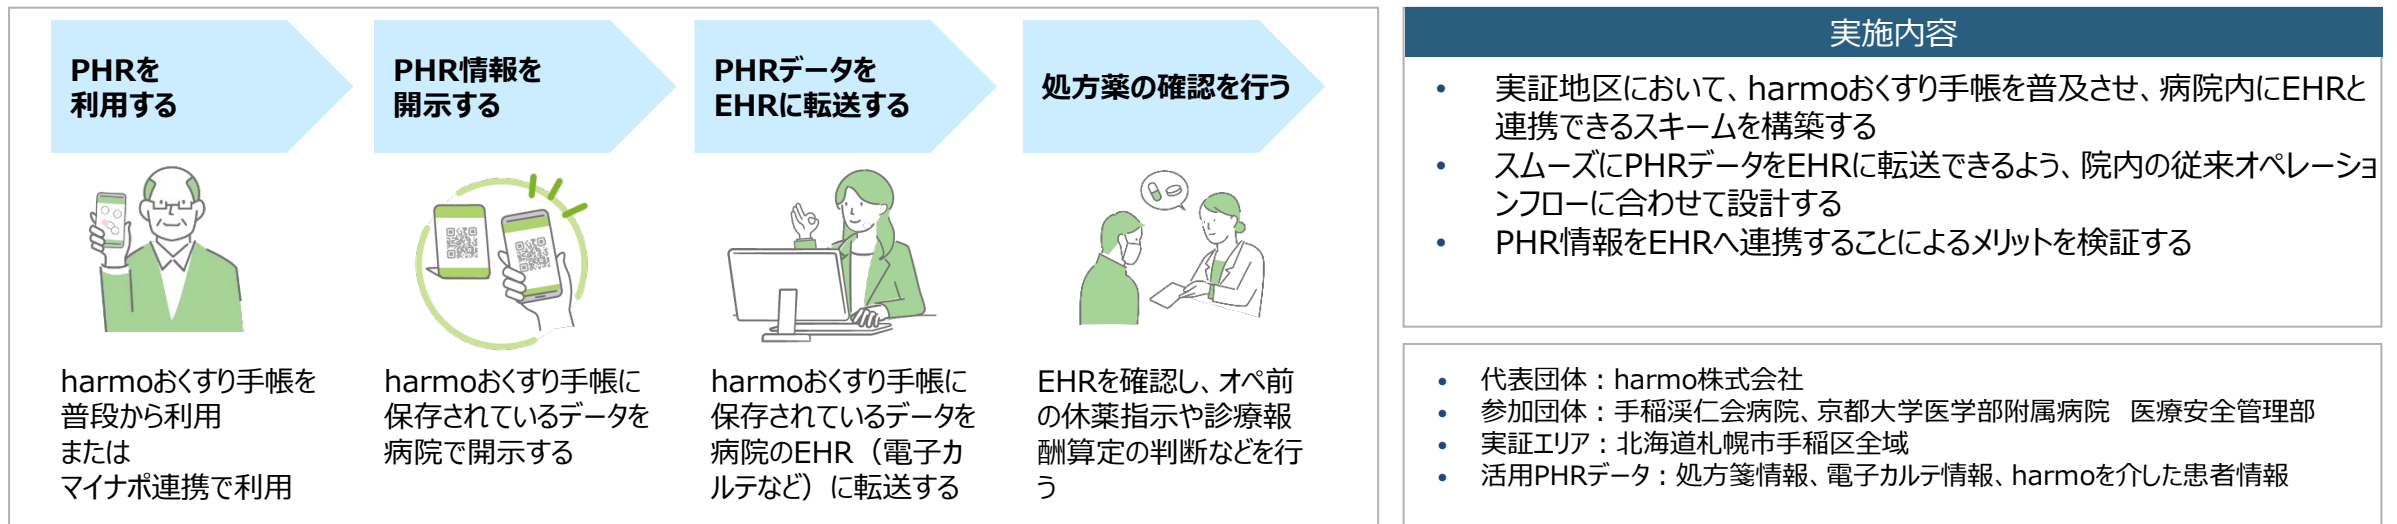 PHRを
利用する
PHR情報を
開示する
PHRデータを
EHRに転送する
処方薬の確認を行う
harmoおくすり手帳を
普段から利用
または
マイナポ連携で利用
harmoおくすり手帳に
保存されているデータを
病院で開示する
harmoおくすり手帳に
保存されているデータを
病院のEHR（電子カ
ルテなど）に転送する
EHRを確認し、オペ前
の休薬指示や診療報
酬算定の判断などを行
う
実施内容
• 実証地区において、harmoおくすり手帳を普及させ、病院内にEHRと
連携できるスキームを構築する
• スムーズにPHRデータをEHRに転送できるよう、院内の従来オペレーショ
ンフローに合わせて設計する
• PHR情報をEHRへ連携することによるメリットを検証する
• 代表団体：harmo株式会社
• 参加団体：手稲渓仁会病院、京都大学医学部附属病院　医療安全管理部
• 実証エリア：北海道札幌市手稲区全域
• 活用PHRデータ：処方箋情報、電子カルテ情報、harmoを介した患者情報